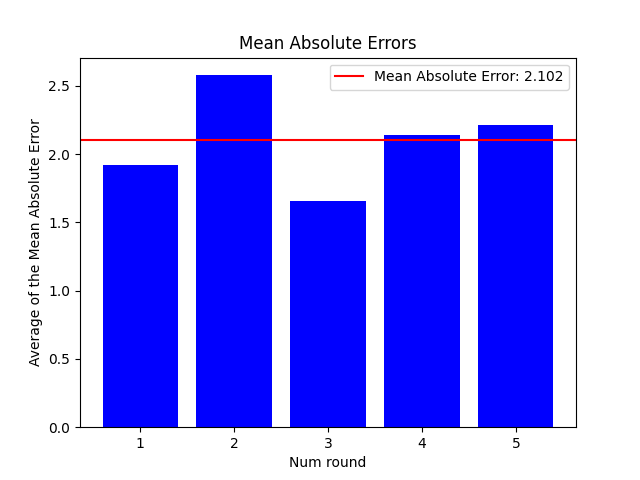 Mean Absolute Errors
Mean Absolute Error: 2.102
Average of the Mean Absolute Error
2.5
2.0
1.5
1.0
0.5
0.0
1 2 3 4 5
Num round